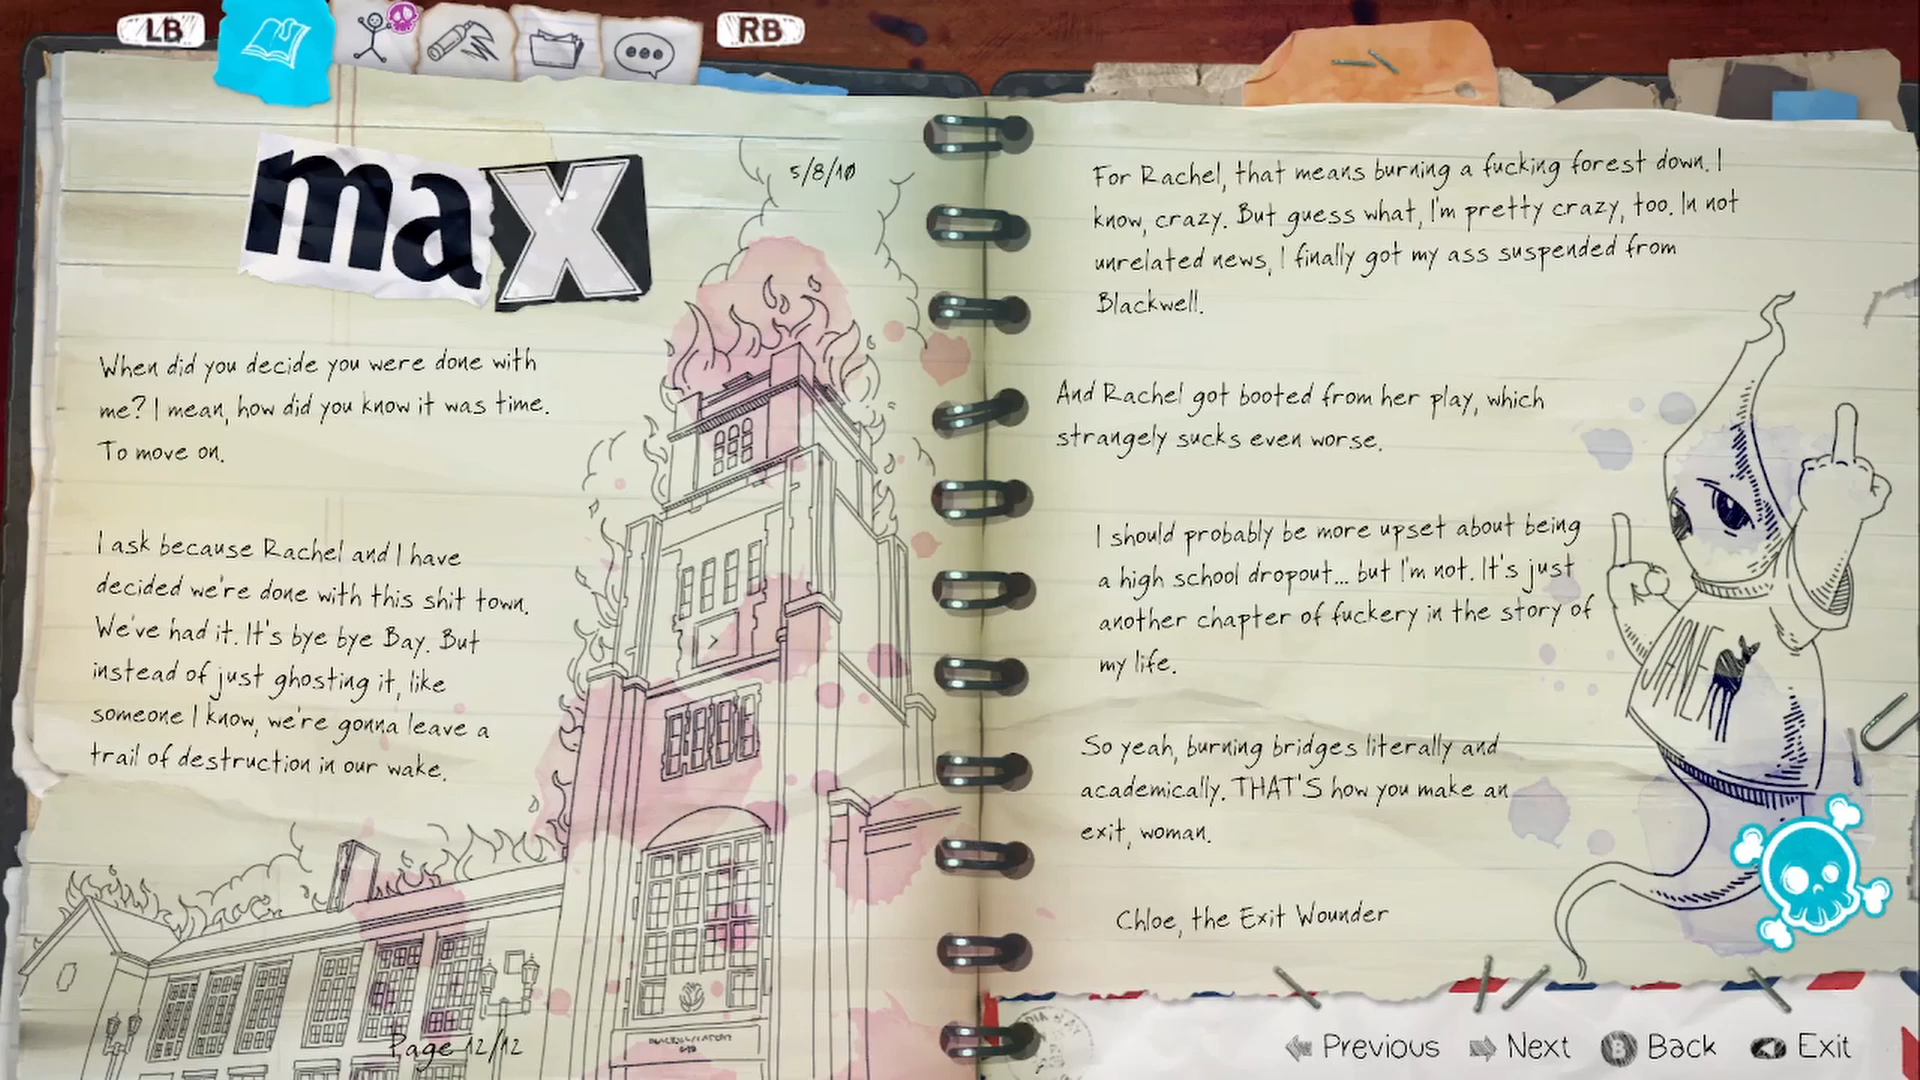 LB
RB
max
5/8/10
When did you decide you were done with
me? I mean, how did you know it was time.
To move on.
I ask because Rachel and I have
decided we're done with this shit town.
We've had it. It's bye bye Bay. But
instead of just ghosting it, like
someone I know, we're gonna leave a
trail of destruction in our wake.
Page 12/12
For Rachel, that means burning a fucking forest down. I
know, crazy. But guess what, I'm pretty crazy, too. In not
unrelated news, I finally got my ass suspended from
Blackwell.
And Rachel got booted from her play, which
strangely sucks even worse.
I should probably be more upset about being
a high school dropout... but I'm not. It's just
another chapter of fuckery in the story of
my life.
JANE
So yeah, burning bridges literally and
academically. THAT'S how you make an
exit, woman.
Chloe, the Exit Wounder
Previous
Next
B Back
Exit